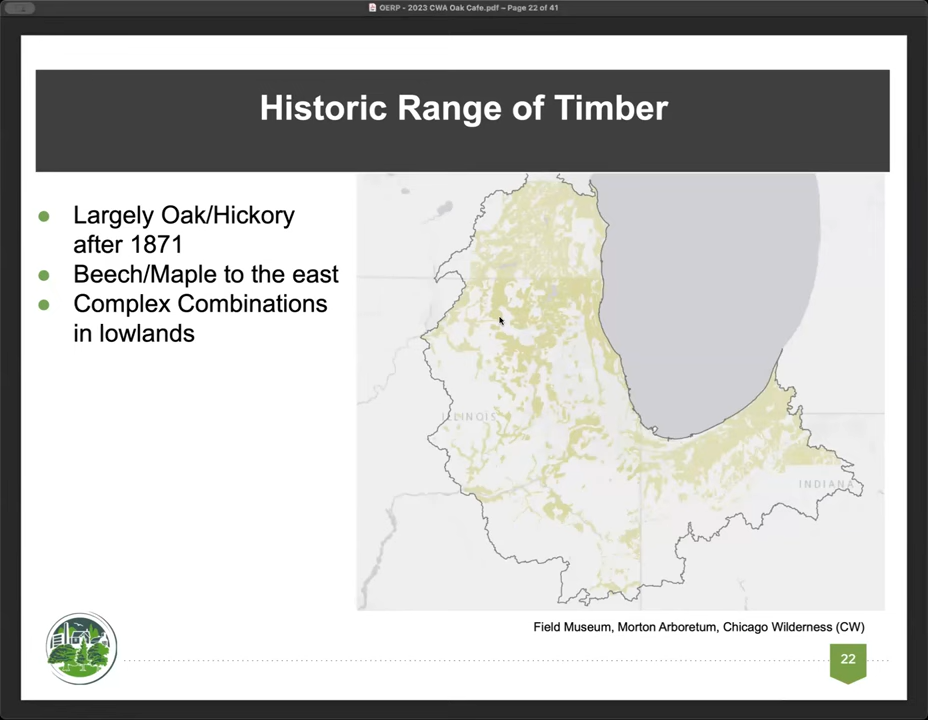 OERP - 2023 CWA Oak Cafe.pdf – Page 22 of 41
Historic Range of Timber
Largely Oak/Hickory
after 1871
Beech/Maple to the east
Complex Combinations
in lowlands
ILLINOIS
INDIANA
Field Museum, Morton Arboretum, Chicago Wilderness (CW)
22